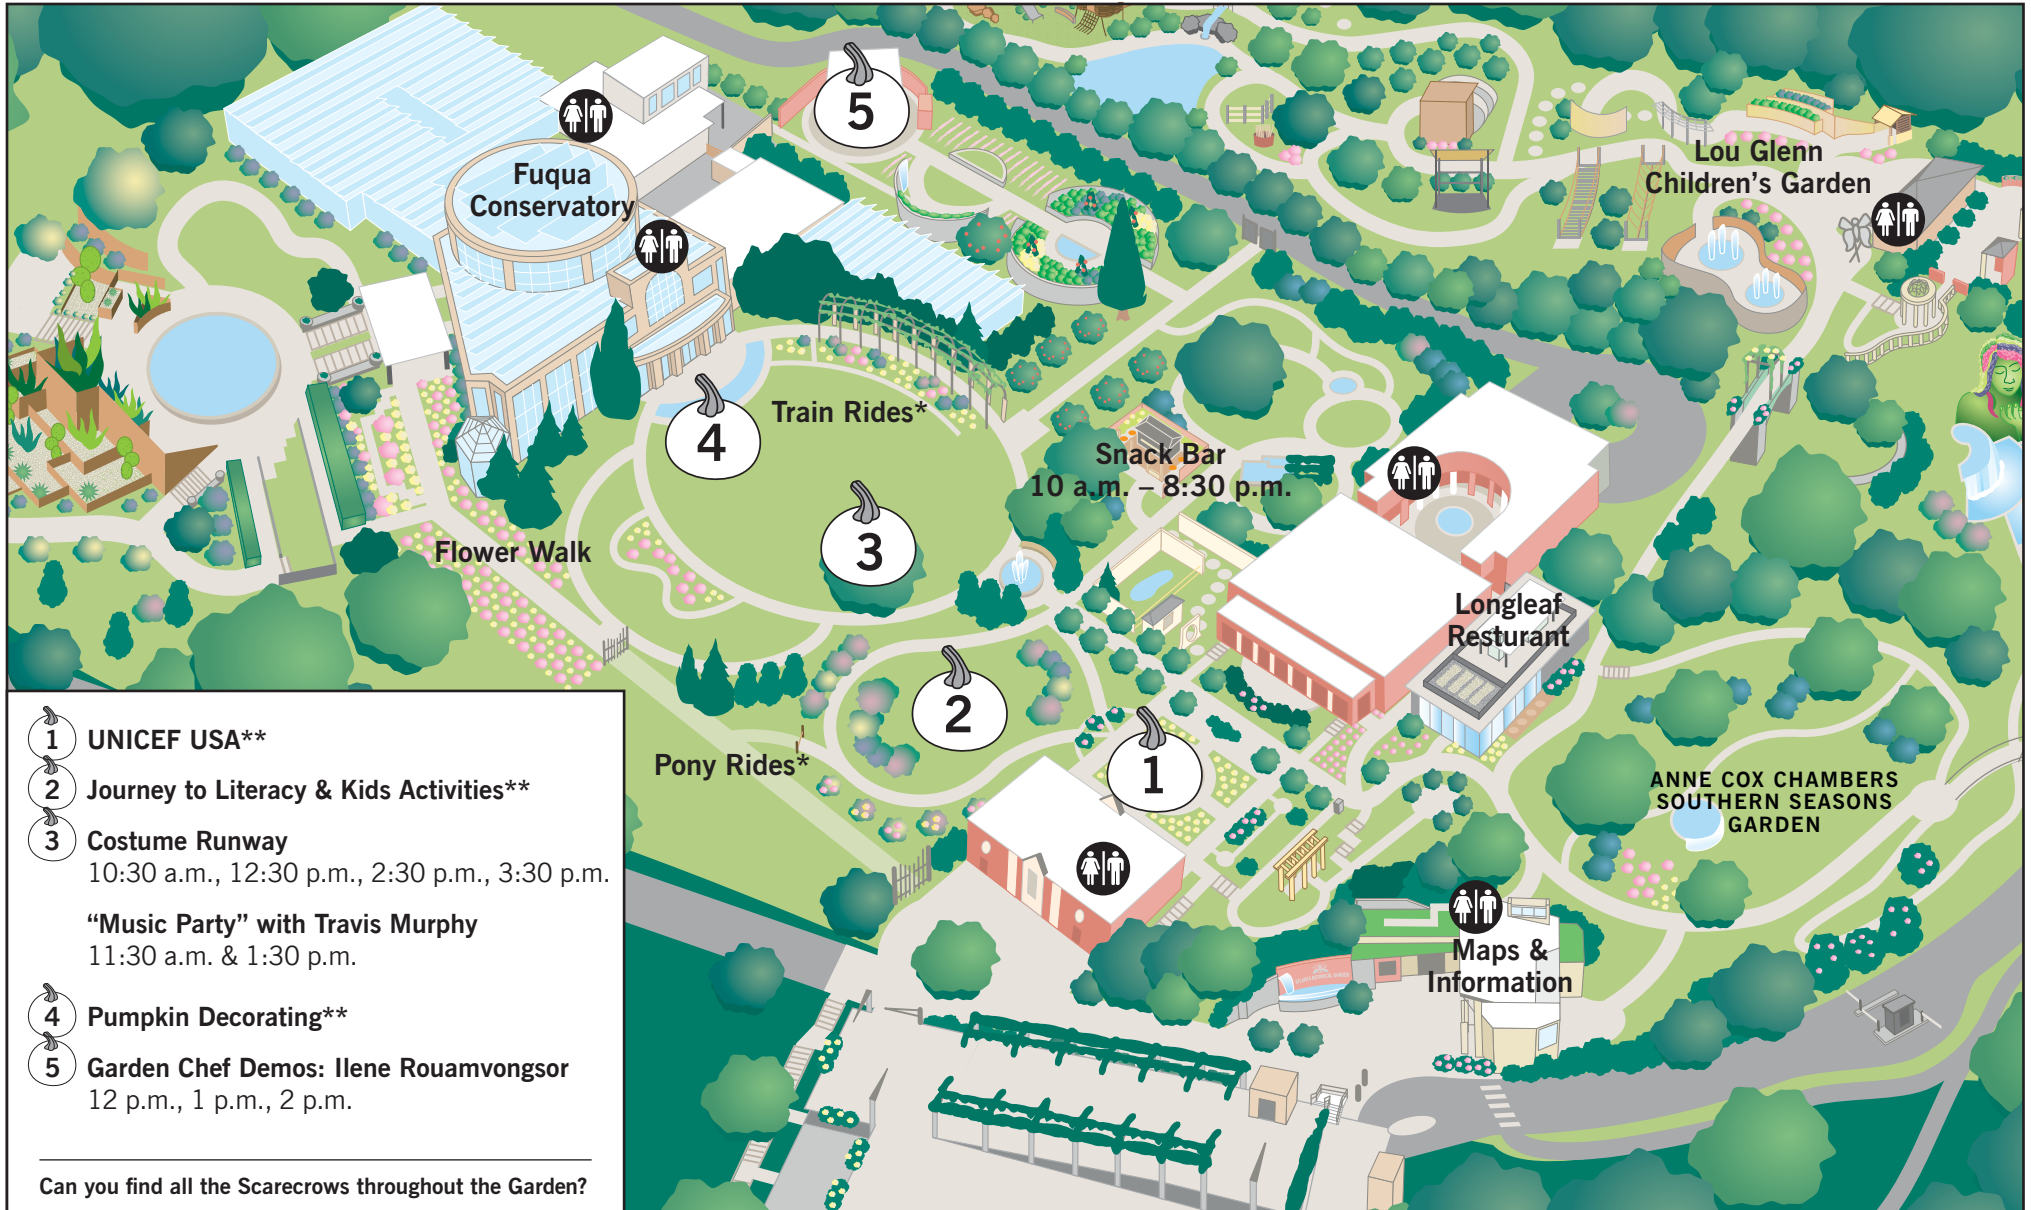 5
Fuqua
Conservatory
Lou Glenn
Children's Garden
4
Train Rides*
Snack Bar
10 a.m. – 8:30 p.m.
3
Flower Walk
Longleaf
Resturant
2
1
Pony Rides*
ANNE COX CHAMBERS
SOUTHERN SEASONS
GARDEN
Maps &
Information
1 UNICEF USA**
2 Journey to Literacy & Kids Activities**
3 Costume Runway
10:30 a.m., 12:30 p.m., 2:30 p.m., 3:30 p.m.
“Music Party” with Travis Murphy
11:30 a.m. & 1:30 p.m.
4 Pumpkin Decorating**
5 Garden Chef Demos: Ilene Rouamvongsor
12 p.m., 1 p.m., 2 p.m.
Can you find all the Scarecrows throughout the Garden?